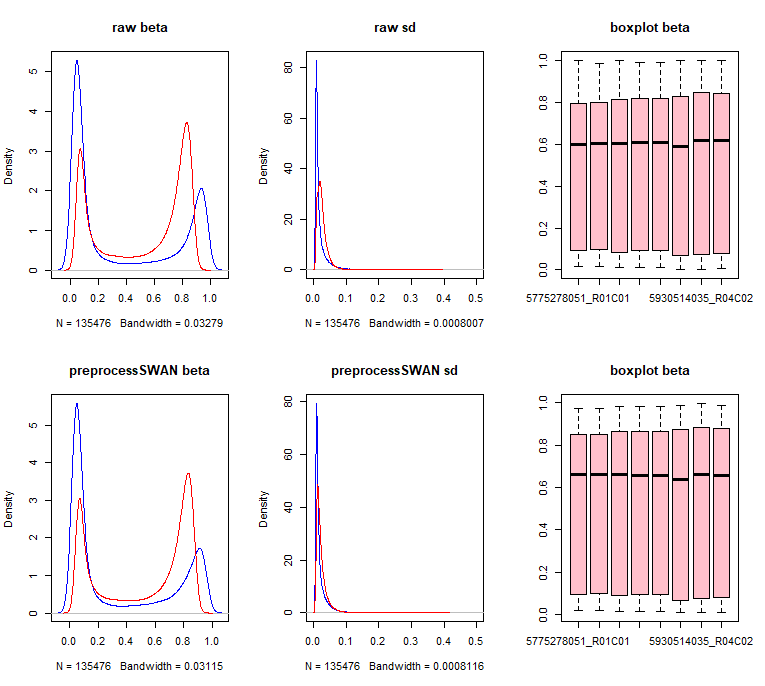 raw beta
Density
0 1 2 3 4 5
0.0 0.2 0.4 0.6 0.8 1.0
N = 135476 Bandwidth = 0.03279
raw sd
Density
0 20 40 60 80
0.0 0.1 0.2 0.3 0.4 0.5
N = 135476 Bandwidth = 0.0008007
boxplot beta
0.0 0.2 0.4 0.6 0.8 1.0
5775278051_R01C01 5930514035_R04C02
preprocessSWAN beta
Density
0 1 2 3 4 5
0.0 0.2 0.4 0.6 0.8 1.0
N = 135476 Bandwidth = 0.03115
preprocessSWAN sd
Density
0 20 40 60 80
0.0 0.1 0.2 0.3 0.4 0.5
N = 135476 Bandwidth = 0.0008116
boxplot beta
0.0 0.2 0.4 0.6 0.8 1.0
5775278051_R01C01 5930514035_R04C02